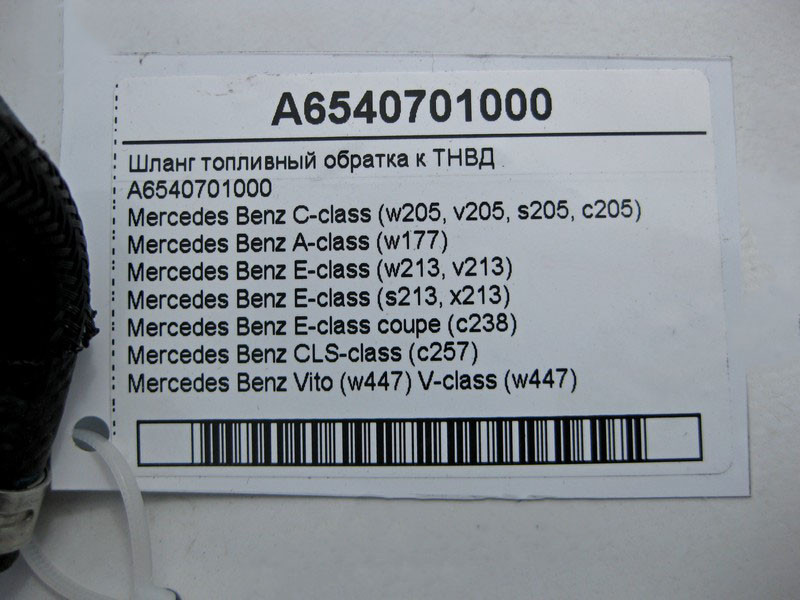 A6540701000
Шланг топливный обратка к ТНВД
A6540701000
Mercedes Benz C-class (w205, v205, s205, c205)
Mercedes Benz A-class (w177)
Mercedes Benz E-class (w213, v213)
Mercedes Benz E-class (s213, x213)
Mercedes Benz E-class coupe (c238)
Mercedes Benz CLS-class (c257)
Mercedes Benz Vito (w447) V-class (w447)